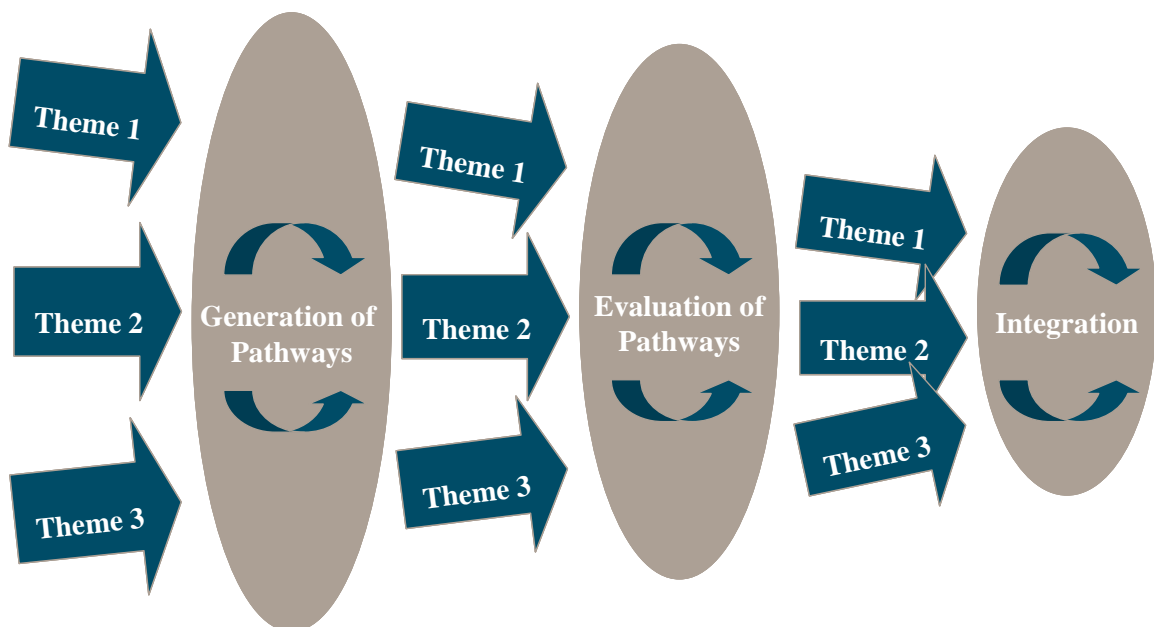 Theme 1
Theme 2
Theme 3
Generation of
Pathways
Theme 1
Theme 2
Theme 3
Evaluation of
Pathways
Theme 1
Theme 2
Theme 3
Integration